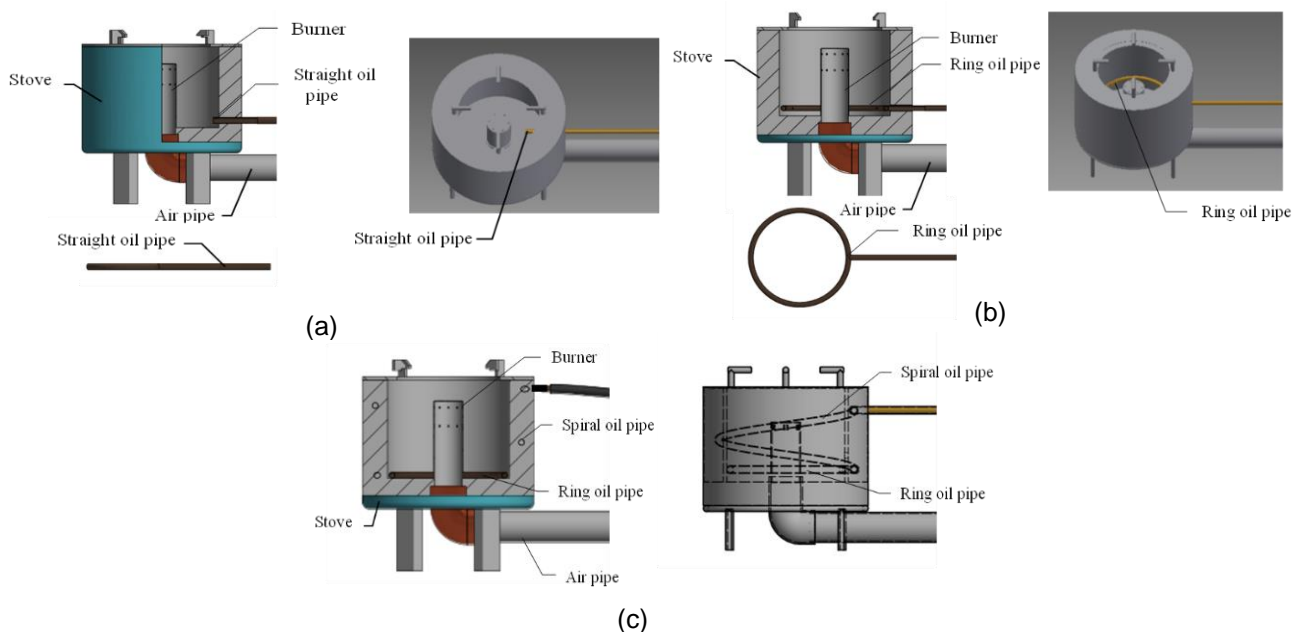 Burner
Stove
Straight oil
pipe
Air pipe
Straight oil pipe
Straight oil pipe
(a)
Stove
Burner
Ring oil pipe
Air pipe
Ring oil pipe
Ring oil pipe
(b)
Burner
Spiral oil pipe
Ring oil pipe
Stove
Air pipe
Spiral oil pipe
Ring oil pipe
(c)